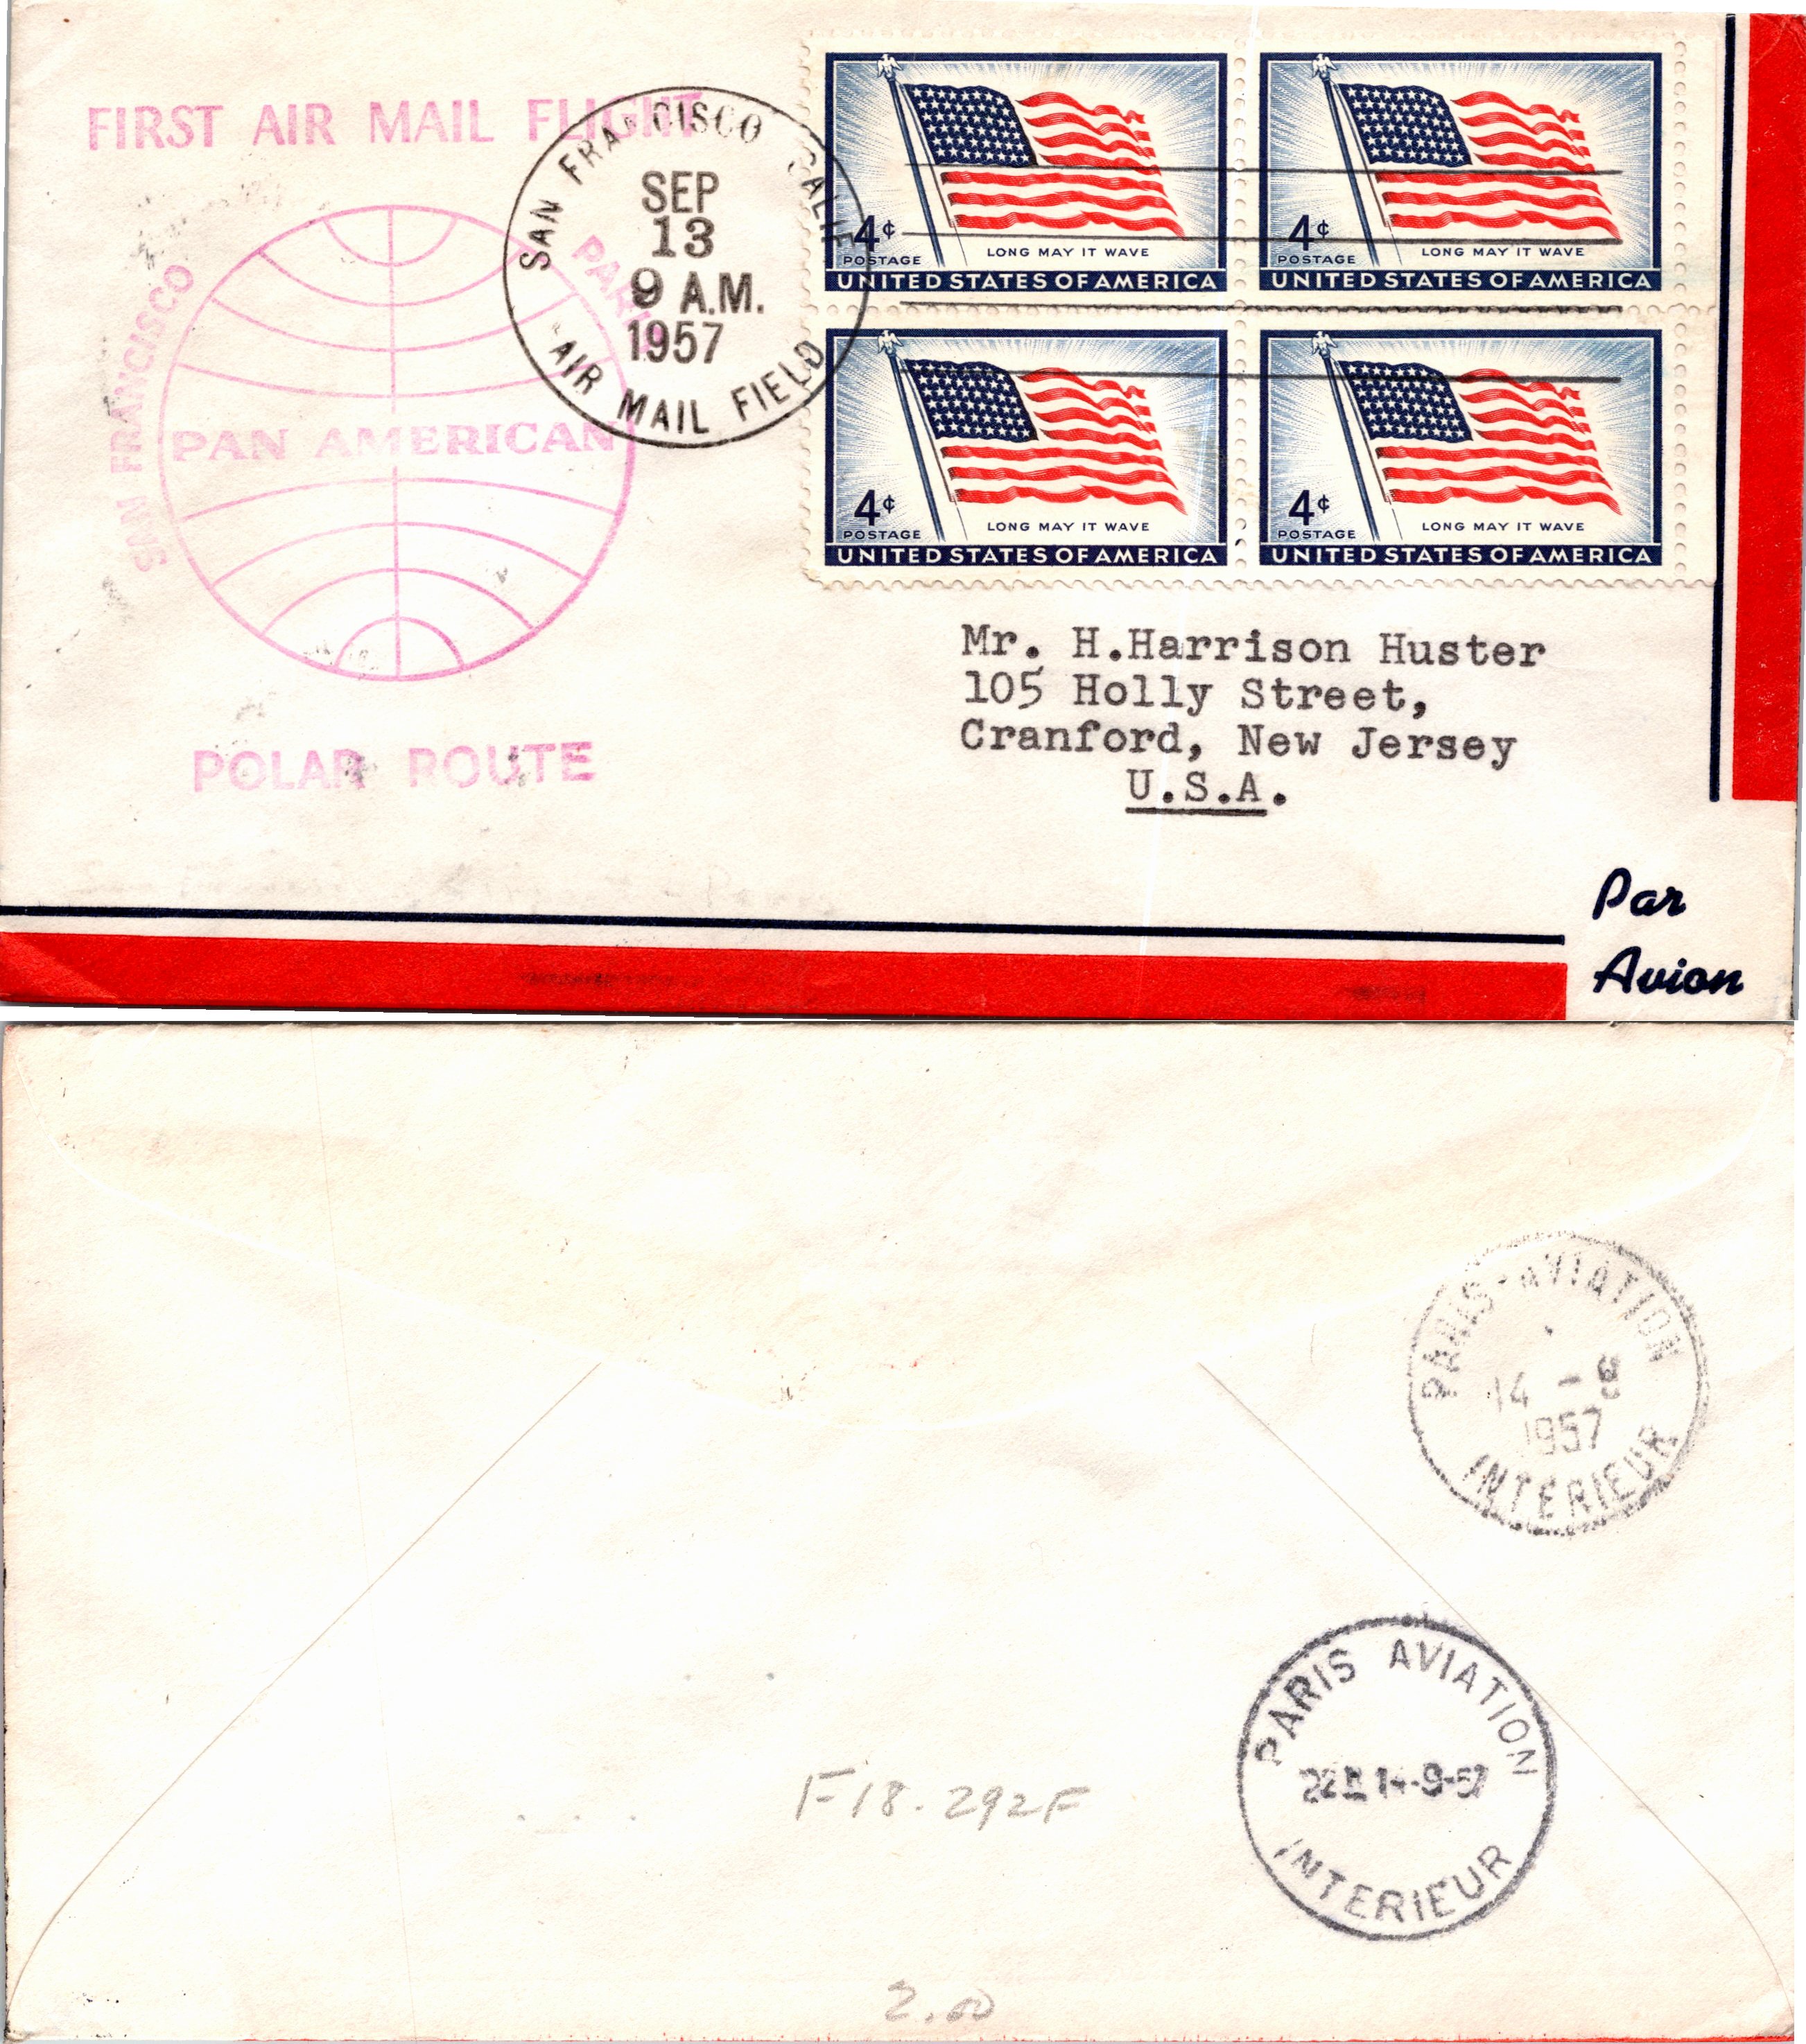 FIRST AIR MAIL FLIGHT
SAN FRANCISCO
PARIS
PAN AMERICAN
POLAR ROUTE
SAN FRANCISCO CALIF.
SEP
13
9 A.M.
1957
AIR MAIL FIELD
4¢
POSTAGE
LONG MAY IT WAVE
UNITED STATES OF AMERICA
4¢
POSTAGE
LONG MAY IT WAVE
UNITED STATES OF AMERICA
4¢
POSTAGE
LONG MAY IT WAVE
UNITED STATES OF AMERICA
4¢
POSTAGE
LONG MAY IT WAVE
UNITED STATES OF AMERICA
Mr. H.Harrison Huster
105 Holly Street,
Cranford, New Jersey
U.S.A.
Par
Avion
PARIS-AVIATION
14 -9
1957
INTERIEUR
PARIS AVIATION
22H 14-9-57
INTERIEUR
F18-292F
2.00